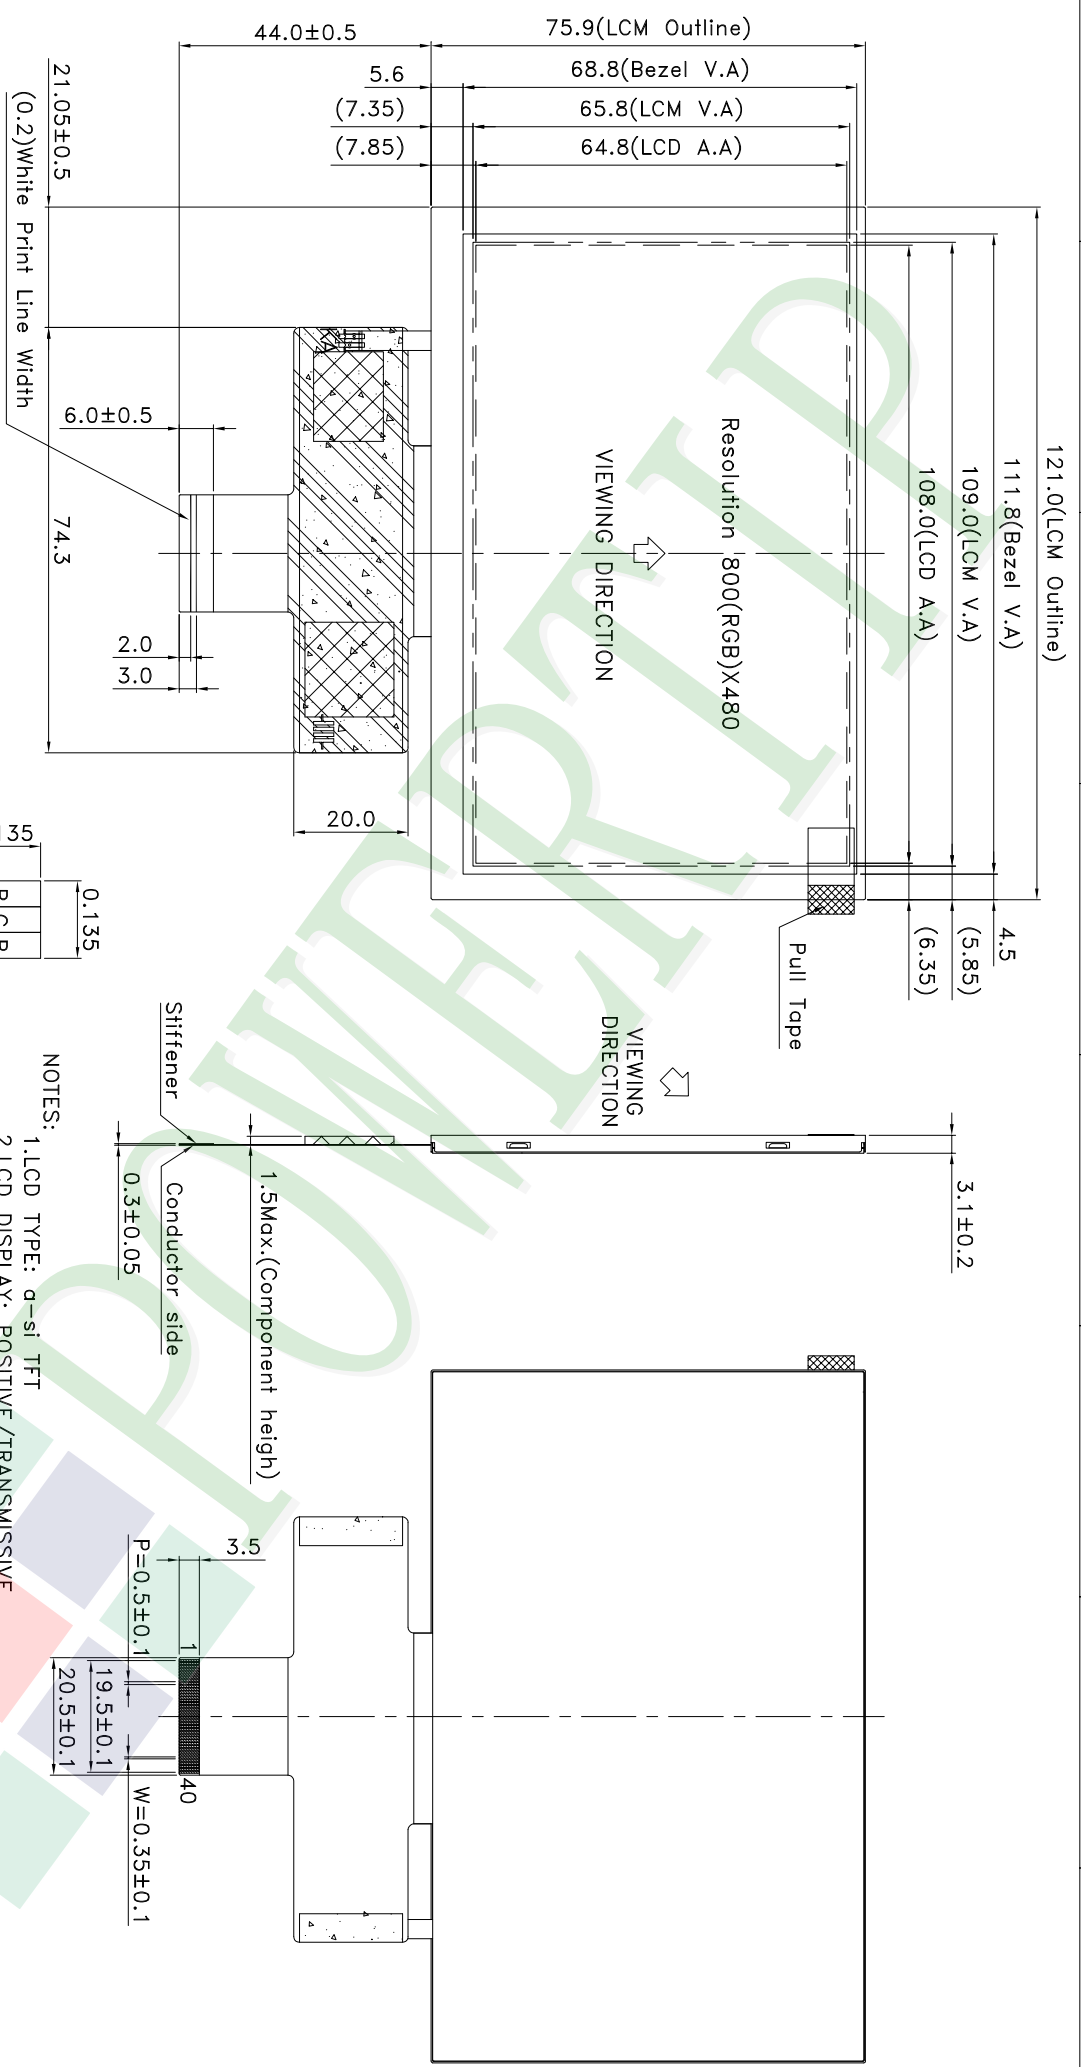 121.0(LCM Outline)
111.8(Bezel V.A)
109.0(LCM V.A)
108.0(LCD A.A)
4.5
(5.85)
(6.35)
75.9(LCM Outline)
68.8(Bezel V.A)
65.8(LCM V.A)
64.8(LCD A.A)
44.0±0.5
5.6
(7.35)
(7.85)
Resolution 800(RGB)X480
VIEWING DIRECTION
Pull Tape
21.05±0.5
(0.2)White Print Line Width
6.0±0.5
74.3
2.0
3.0
20.0
0.135
VIEWING
DIRECTION
3.1±0.2
Stiffener
Conductor side
0.3±0.05
1.5Max.(Component heigh)
3.5
P=0.5±0.1
1
40
19.5±0.1
20.5±0.1
W=0.35±0.1
NOTES:
1.LCD TYPE: a-si TFT
2.LCD DISPLAY: POSITIVE/TRANSMISSIVE
POWERTIP